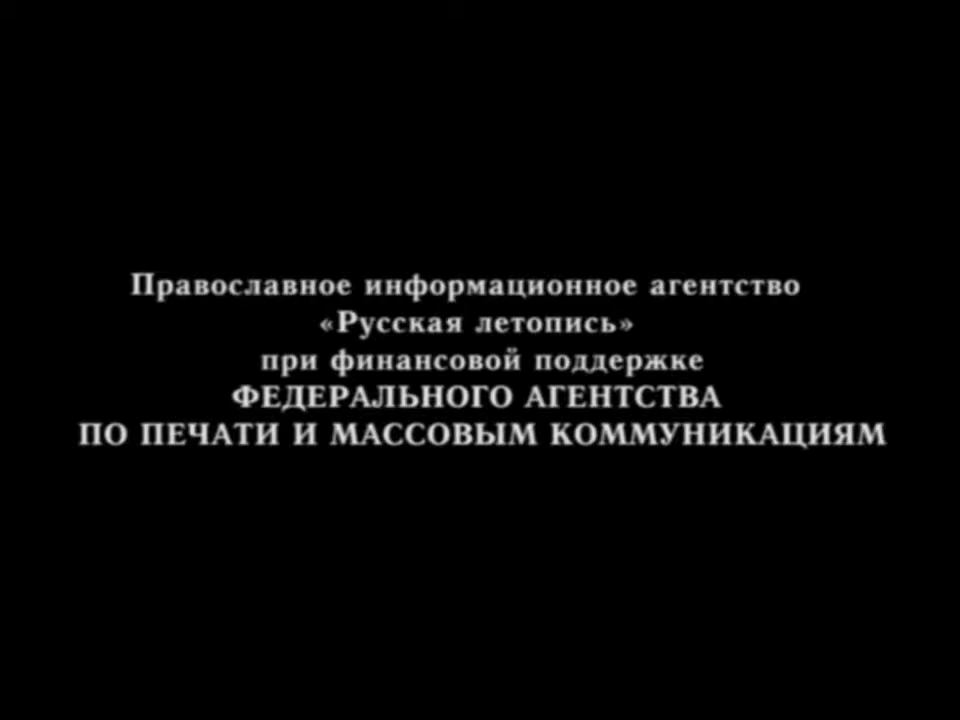 Православное информационное агентство
«Русская летопись»
при финансовой поддержке
ФЕДЕРАЛЬНОГО АГЕНТСТВА
ПО ПЕЧАТИ И МАССОВЫМ КОММУНИКАЦИЯМ